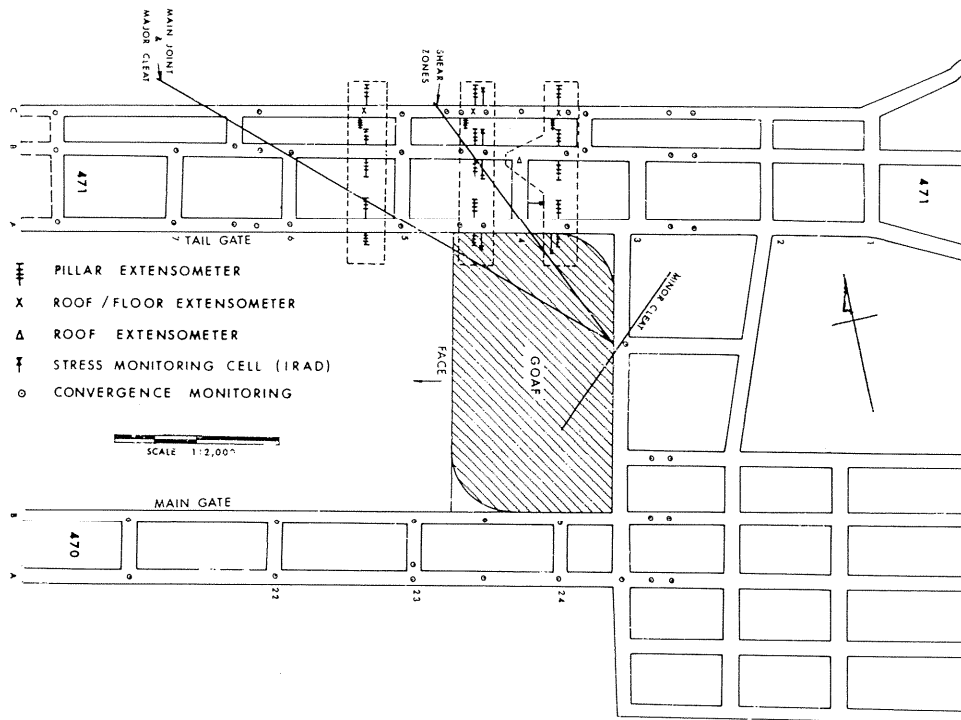 MAIN JOINT
&
MAJOR CLEAT
SHEAR
ZONES
C
B
A
471
471
7
TAIL GATE
6
5
4
3
2
1
PILLAR EXTENSOMETER
X ROOF / FLOOR EXTENSOMETER
Δ ROOF EXTENSOMETER
STRESS MONITORING CELL (IRAD)
CONVERGENCE MONITORING
SCALE 1:2,000
FACE
GOAF
MINOR CLEAT
MAIN GATE
B
A
470
22
23
24